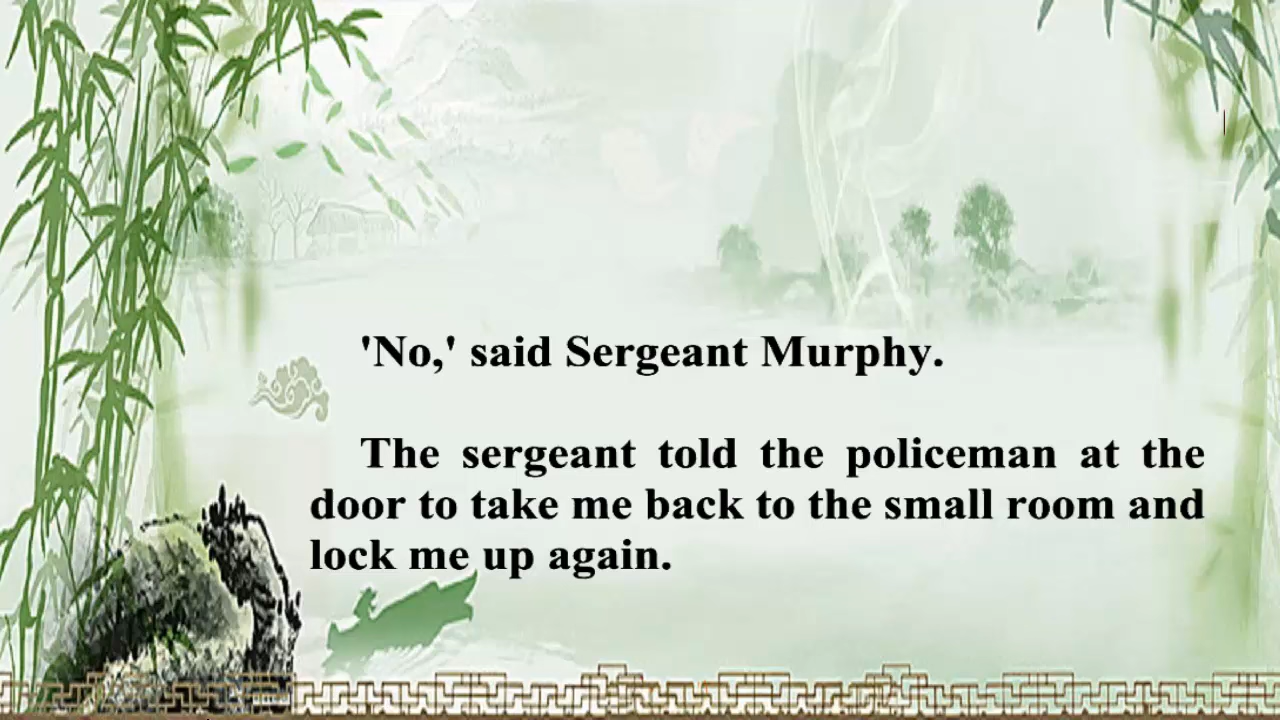 'No,' said Sergeant Murphy.
The sergeant told the policeman at the
door to take me back to the small room and
lock me up again.